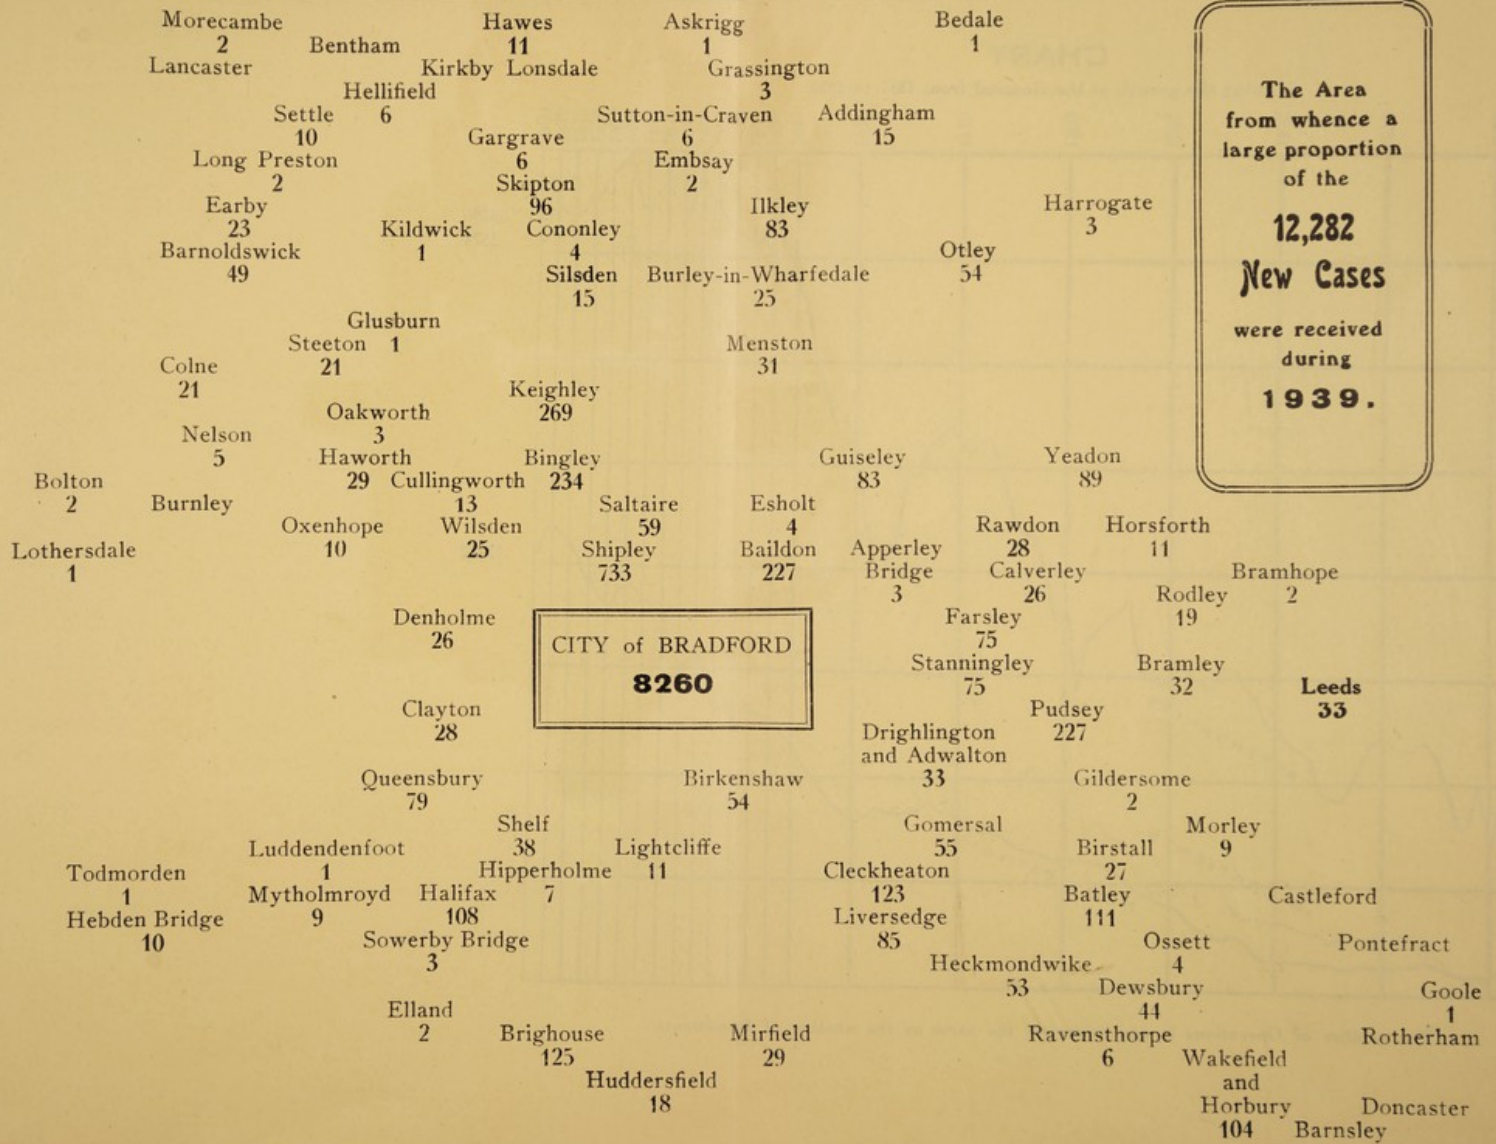 Morecambe
2
Bentham
Hawes
11
Askrigg
1
Bedale
1
Lancaster
Kirkby Lonsdale
Grassington
3
Hellifield
6
Settle
10
Sutton-in-Craven
6
Addingham
15
Gargrave
6
Long Preston
2
Embsay
2
Skipton
96
Earby
23
Ilkley
83
Harrogate
3
Kildwick
1
Cononley
4
Barnoldswick
49
Otley
54
Silsden
15
Burley-in-Wharfedale
25
Glusburn
1
Steeton
21
Menston
31
Colne
21
Keighley
269
Oakworth
3
Nelson
5
Haworth
29
Bingley
234
Guiseley
83
Yeadon
89
Bolton
2
Cullingworth
13
Burnley
Saltaire
59
Esholt
4
Oxenhope
10
Wilsden
25
Rawdon
28
Horsforth
11
Lothersdale
1
Shipley
733
Baildon
227
Apperley
Bridge
3
Calverley
26
Bramhope
2
Rodley
19
Denholme
26
Farsley
75
CITY of BRADFORD
8260
Stanningley
75
Bramley
32
Leeds
33
Clayton
28
Pudsey
227
Drighlington
and Adwalton
33
Queensbury
79
Birkenshaw
54
Gildersome
2
Shelf
38
Gomersal
55
Morley
9
Luddendenfoot
1
Lightcliffe
11
Birstall
27
Todmorden
1
Hipperholme
7
Cleckheaton
123
Mytholmroyd
9
Halifax
108
Batley
111
Castleford
Hebden Bridge
10
Liversedge
85
Sowerby Bridge
3
Ossett
4
Pontefract
Heckmondwike
53
Dewsbury
44
Goole
1
Elland
2
Brighouse
125
Mirfield
29
Ravensthorpe
6
Rotherham
Wakefield
and
Horbury
104
Huddersfield
18
Doncaster
Barnsley
The Area
from whence a
large proportion
of the
12,282
New Cases
were received
during
1939.